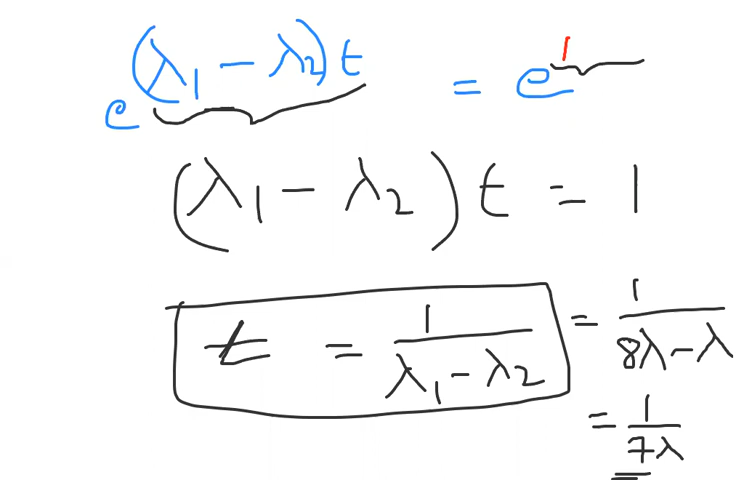 e^{(λ₁ − λ₂)t} = e^1
(λ₁ − λ₂) t = 1
t = 1/(λ₁ − λ₂) = 1/(8λ − λ)
= 1/(7λ)